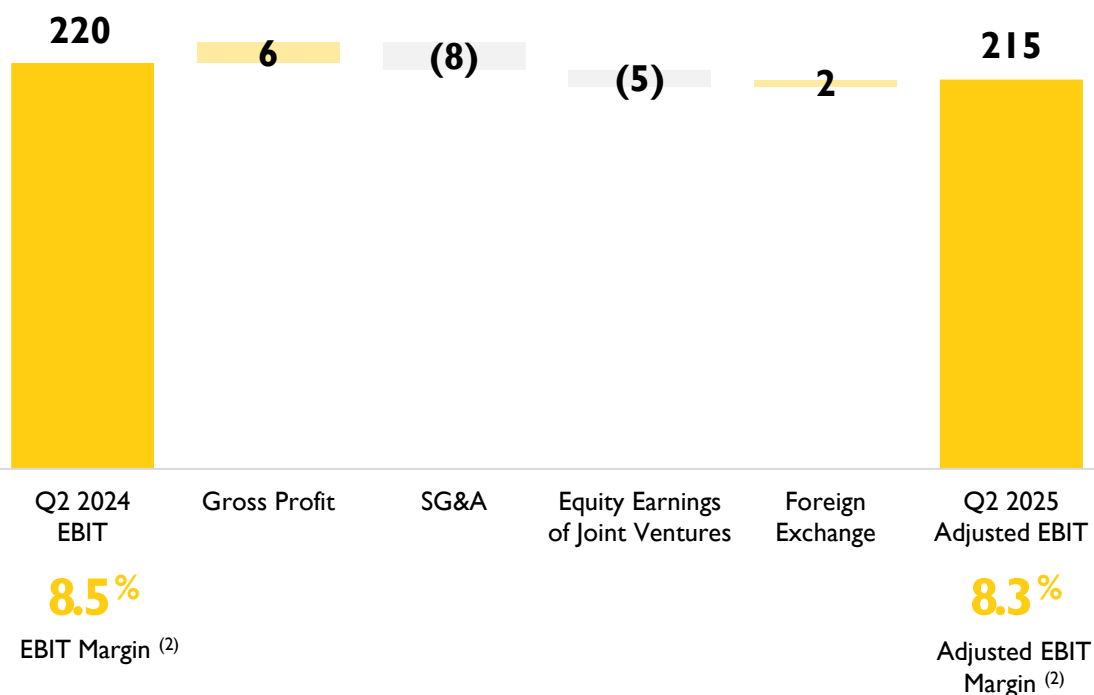 220
6
(8)
(5)
2
215
Q2 2024
EBIT
Gross Profit
SG&A
Equity Earnings
of Joint Ventures
Foreign
Exchange
Q2 2025
Adjusted EBIT
8.5%
EBIT Margin (2)
8.3%
Adjusted EBIT
Margin (2)